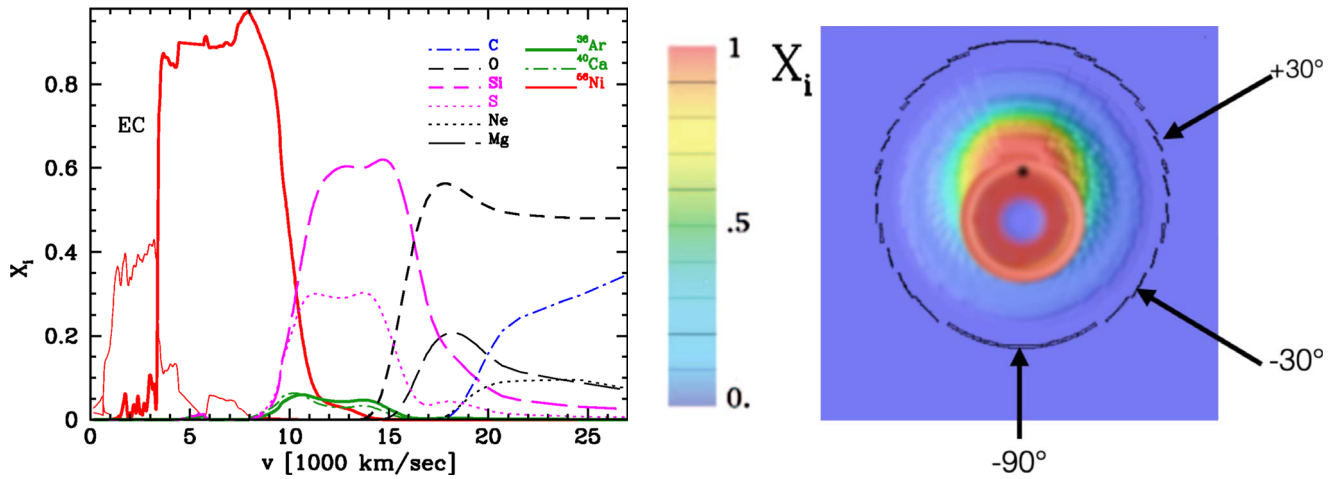 0.8
0.6
0.4
0.2
0
X_i
EC
C
O
Si
S
Ne
Mg
³⁶Ar
⁴⁰Ca
⁵⁶Ni
0 5 10 15 20 25
v [1000 km/sec]
1
.5
0.
X_i
+30°
-30°
-90°